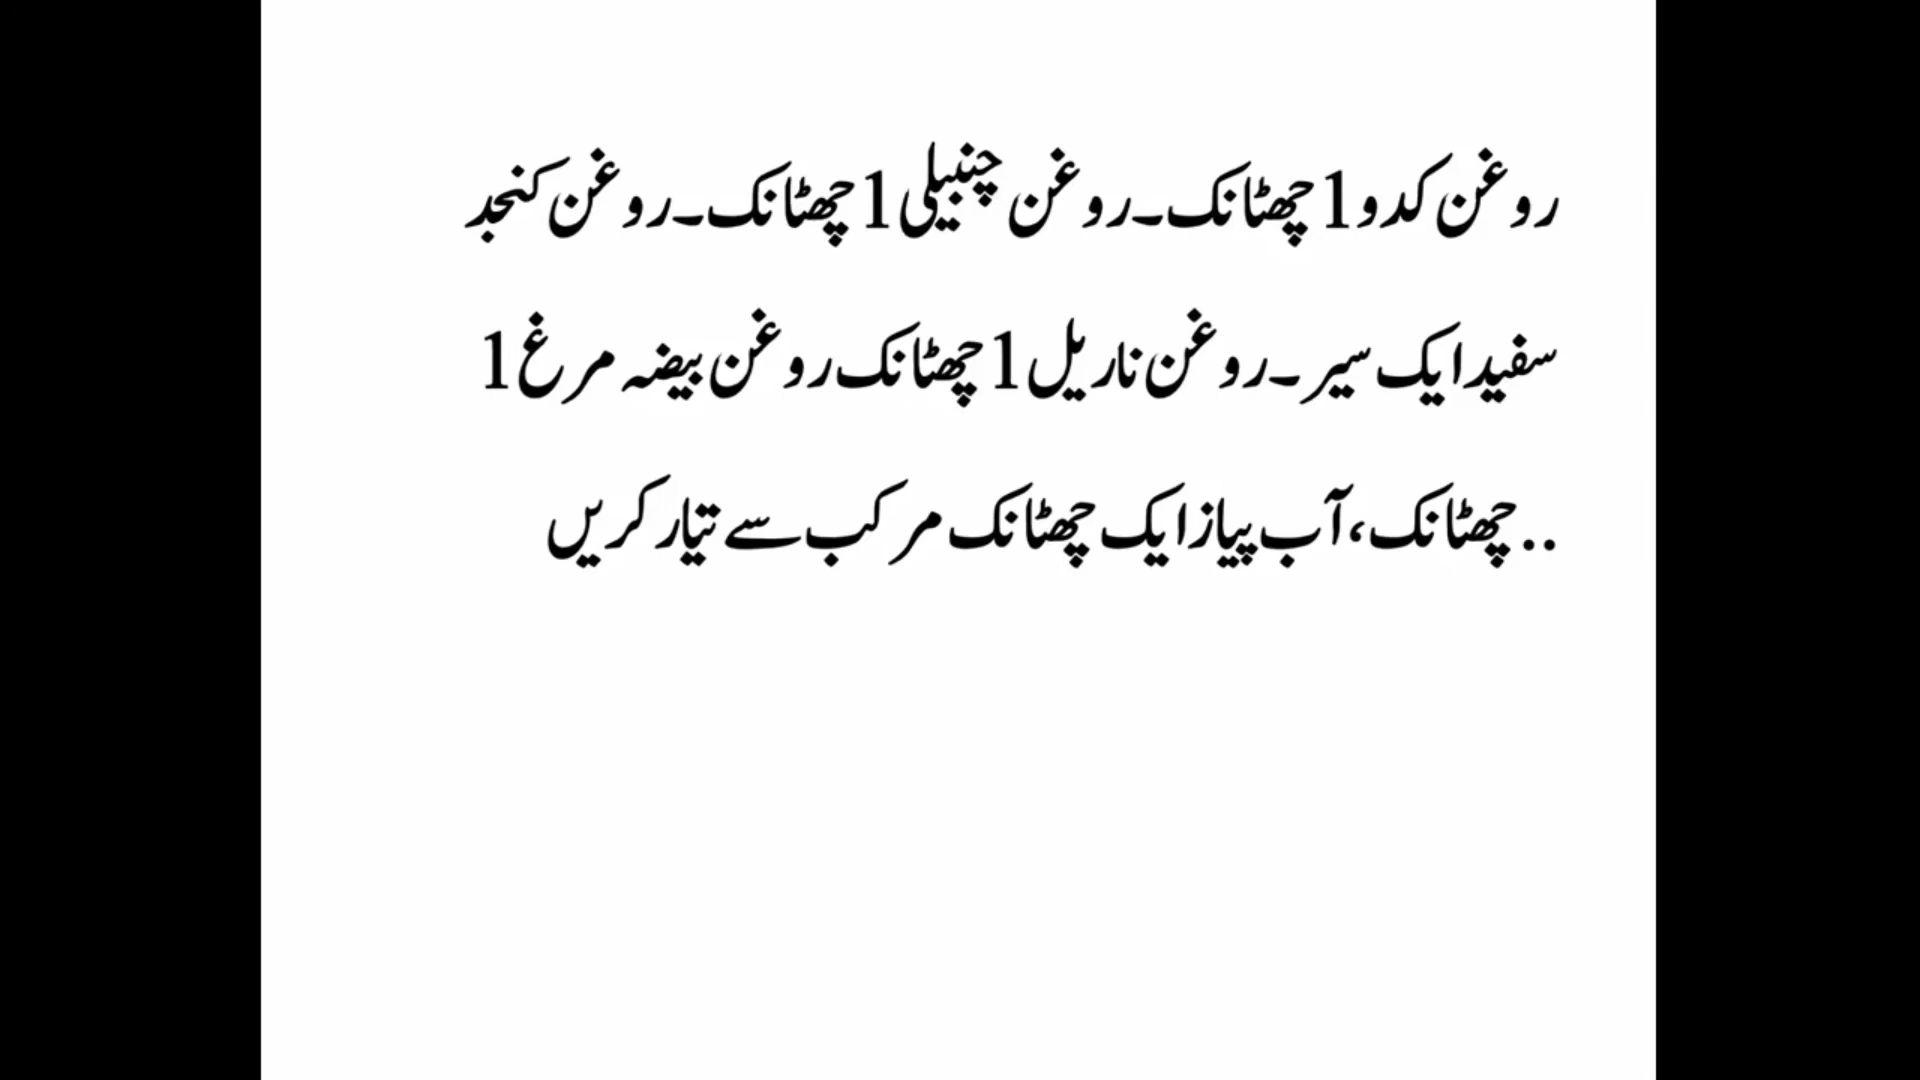 روغن کدو 1 چھٹانک۔روغن چنبیلی 1 چھٹانک۔روغن کنجد
سفید ایک سیر۔روغن ناریل 1 چھٹانک روغن بیضہ مرغ 1
..چھٹانک، آب پیاز ایک چھٹانک مرکب سے تیار کریں